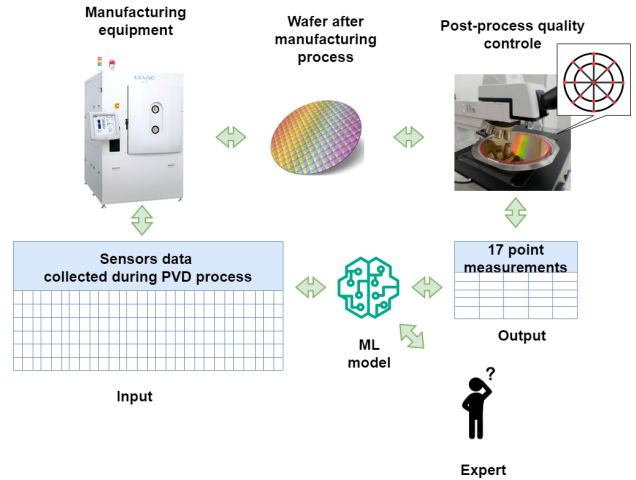 Manufacturing
equipment
Wafer after
manufacturing
process
Post-process quality
controle
ULVAC
Sensors data
collected during PVD process
17 point
measurements
ML
model
Output
Input
?
Expert